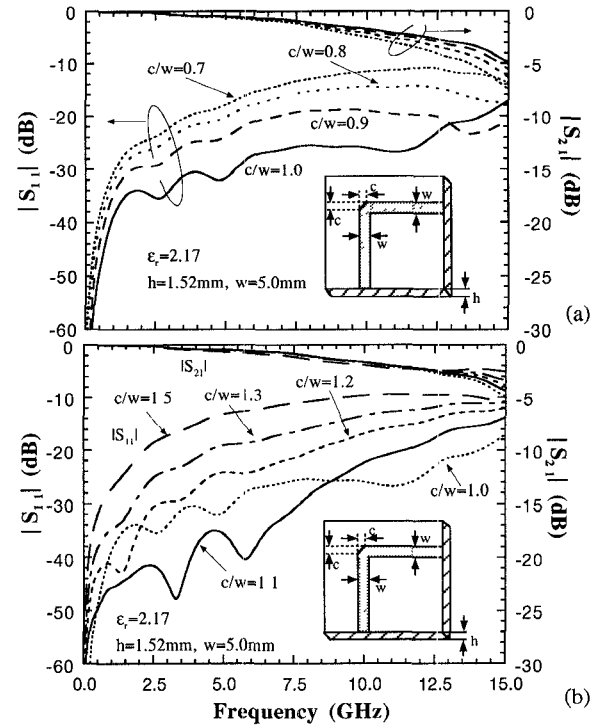 0
-10
-20
-30
-40
-50
-60
|S₁₁| (dB)
c/w=0.7
c/w=0.8
c/w=0.9
c/w=1.0
εr=2.17
h=1.52mm, w=5.0mm
c
w
c
w
h
0
-5
-10
-15
-20
-25
-30
|S₂₁| (dB)
(a)
0
-10
-20
-30
-40
-50
-60
|S₁₁| (dB)
|S₂₁|
c/w=1 5
c/w=1.3
c/w=1.2
|S₁₁|
c/w=1.0
c/w=1 1
εr=2.17
h=1.52mm, w=5.0mm
c
w
c
w
h
0
-5
-10
-15
-20
-25
-30
|S₂₁| (dB)
0.0 2.5 5.0 7.5 10.0 12.5 15.0
Frequency (GHz)
(b)